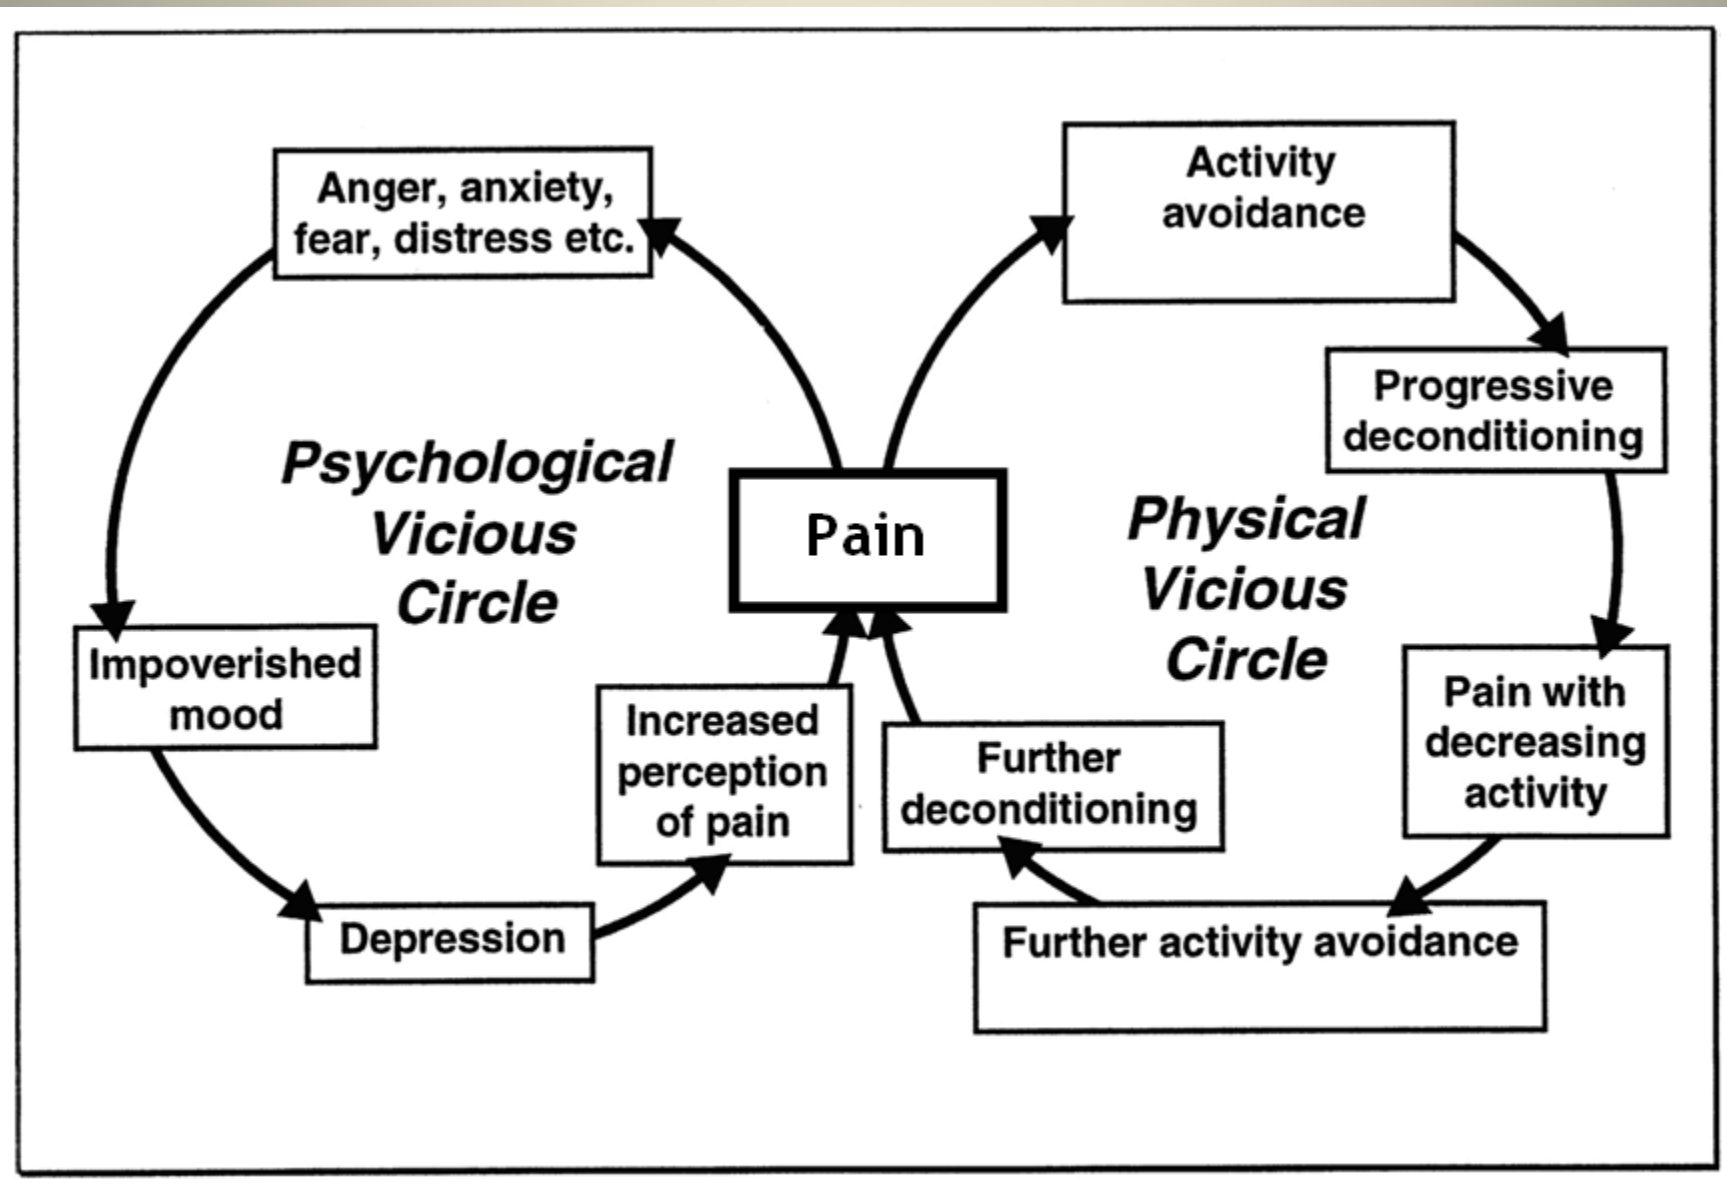 Anger, anxiety,
fear, distress etc.
Activity
avoidance
Progressive
deconditioning
Psychological
Vicious
Circle
Pain
Physical
Vicious
Circle
Impoverished
mood
Increased
perception
of pain
Further
deconditioning
Pain with
decreasing
activity
Depression
Further activity avoidance